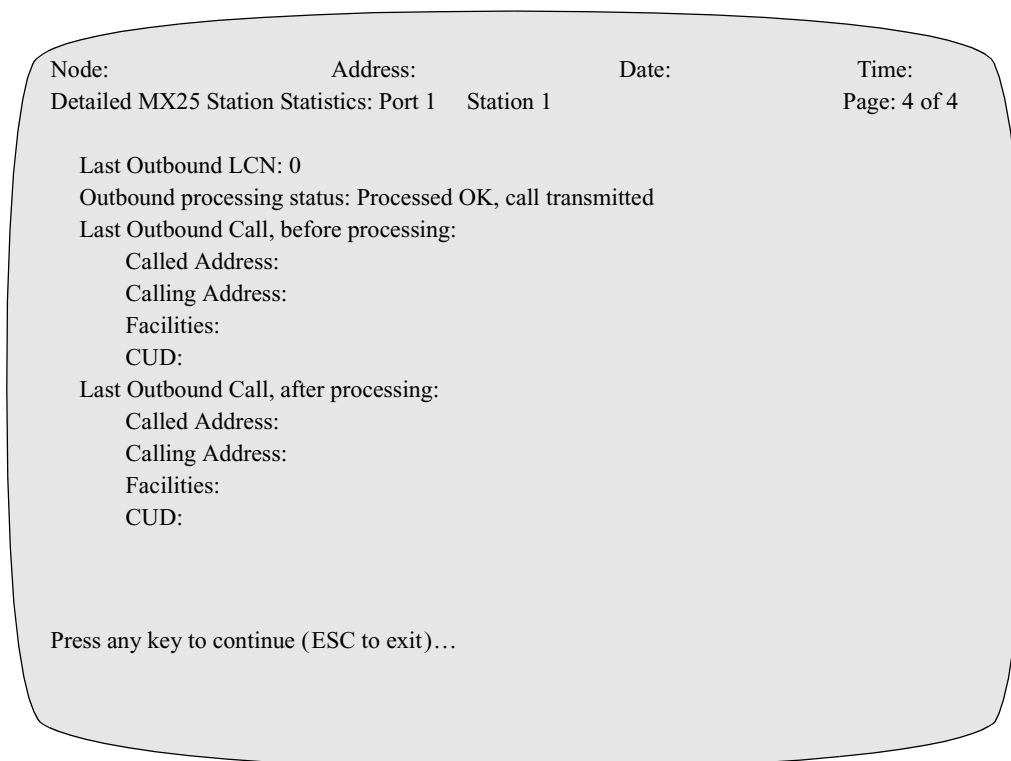 Node: Address: Date: Time:
Detailed MX25 Station Statistics: Port 1 Station 1 Page: 4 of 4
Last Outbound LCN: 0
Outbound processing status: Processed OK, call transmitted
Last Outbound Call, before processing:
Called Address:
Calling Address:
Facilities:
CUD:
Last Outbound Call, after processing:
Called Address:
Calling Address:
Facilities:
CUD:
Press any key to continue (ESC to exit)…